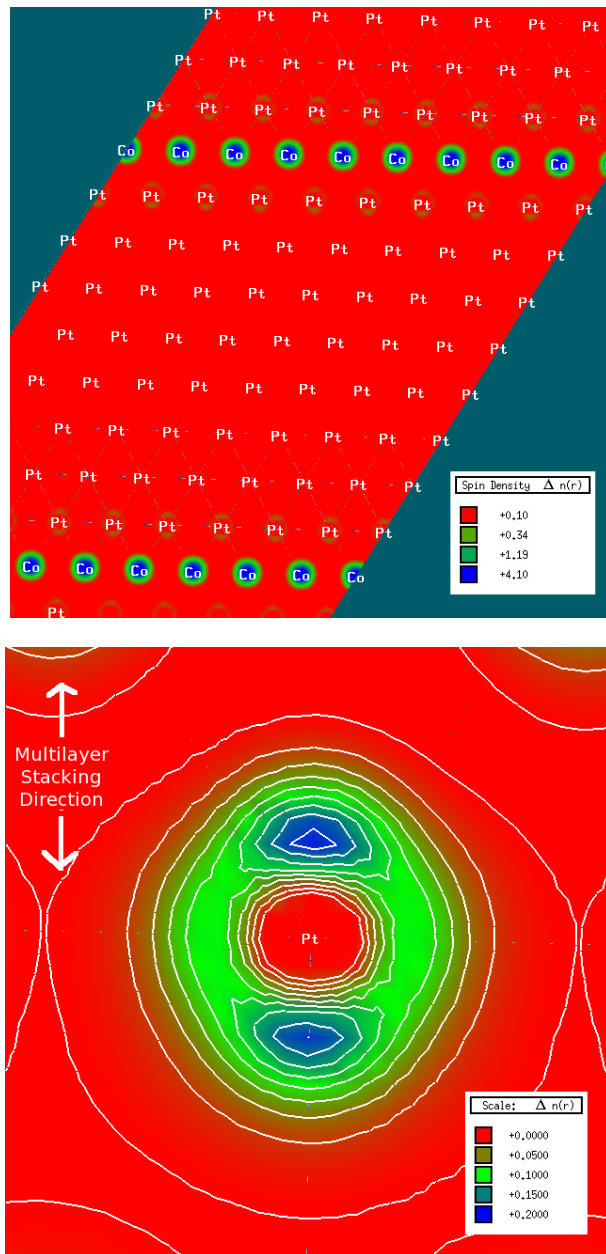 Pt Pt Pt Pt Pt Pt Pt Pt
Pt Pt Pt Pt Pt Pt Pt Pt
Pt Pt Pt Pt Pt Pt Pt Pt Pt
Co Co Co Co Co Co Co Co Co
Pt Pt Pt Pt Pt Pt Pt Pt Pt Pt
Pt Pt Pt Pt Pt Pt Pt Pt Pt Pt
Pt Pt Pt Pt Pt Pt Pt Pt Pt Pt
Pt Pt Pt Pt Pt Pt Pt Pt Pt
Pt Pt Pt Pt Pt Pt Pt Pt Pt
Pt Pt Pt Pt Pt Pt Pt Pt
Pt Pt Pt Pt Pt Pt Pt Pt
Pt Pt Pt Pt Pt Pt Pt
Co Co Co Co Co Co Co
Pt
Spin Density Δ n(r)
+0.10
+0.34
+1.19
+4.10
Multilayer
Stacking
Direction
Pt
Scale: Δ n(r)
+0.0000
+0.0500
+0.1000
+0.1500
+0.2000